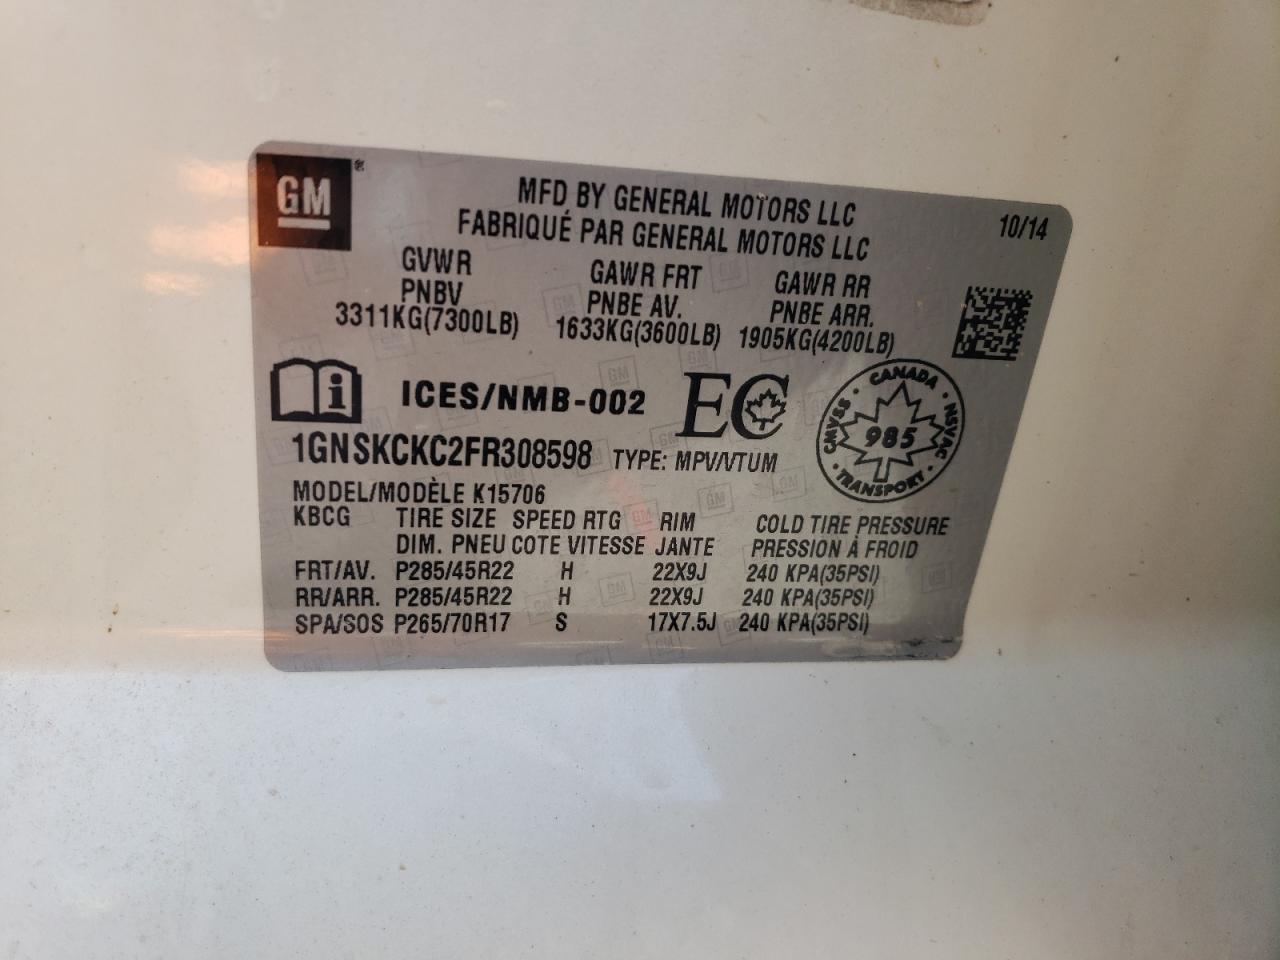 GM ®
MFD BY GENERAL MOTORS LLC
FABRIQUÉ PAR GENERAL MOTORS LLC
10/14
GVWR GAWR FRT GAWR RR
PNBV PNBE AV. PNBE ARR.
3311KG(7300LB) 1633KG(3600LB) 1905KG(4200LB)
i ICES/NMB-002 EC
CANADA
CMVSS · NSVAC
985
· TRANSPORT ·
1GNSKCKC2FR308598 TYPE: MPV/VTUM
MODEL/MODÈLE K15706
KBCG TIRE SIZE SPEED RTG RIM COLD TIRE PRESSURE
DIM. PNEU COTE VITESSE JANTE PRESSION À FROID
FRT/AV. P285/45R22 H 22X9J 240 KPA(35PSI)
RR/ARR. P285/45R22 H 22X9J 240 KPA(35PSI)
SPA/SOS P265/70R17 S 17X7.5J 240 KPA(35PSI)